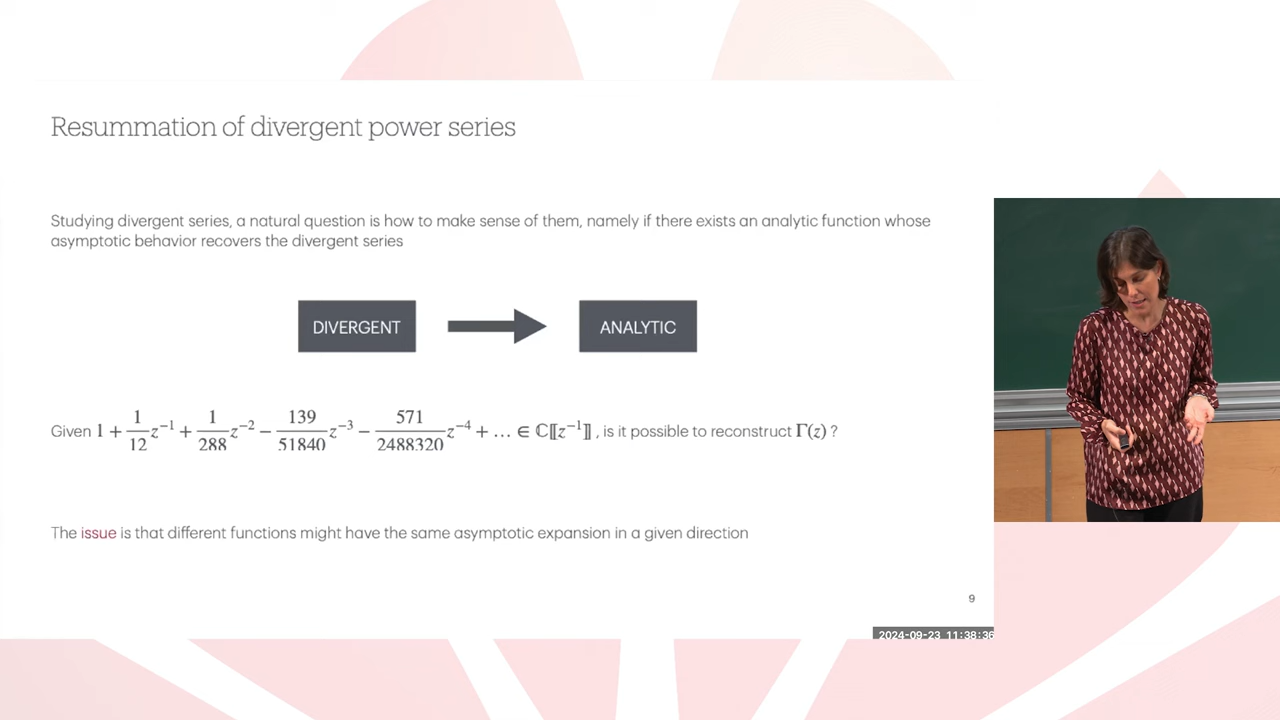 Resummation of divergent power series
Studying divergent series, a natural question is how to make sense of them, namely if there exists an analytic function whose
asymptotic behavior recovers the divergent series
DIVERGENT
ANALYTIC
Given 1 + 1/12 z⁻¹ + 1/288 z⁻² − 139/51840 z⁻³ − 571/2488320 z⁻⁴ + … ∈ ℂ⟦z⁻¹⟧ , is it possible to reconstruct Γ(z) ?
The issue is that different functions might have the same asymptotic expansion in a given direction
9
2024-09-23 11:38:36